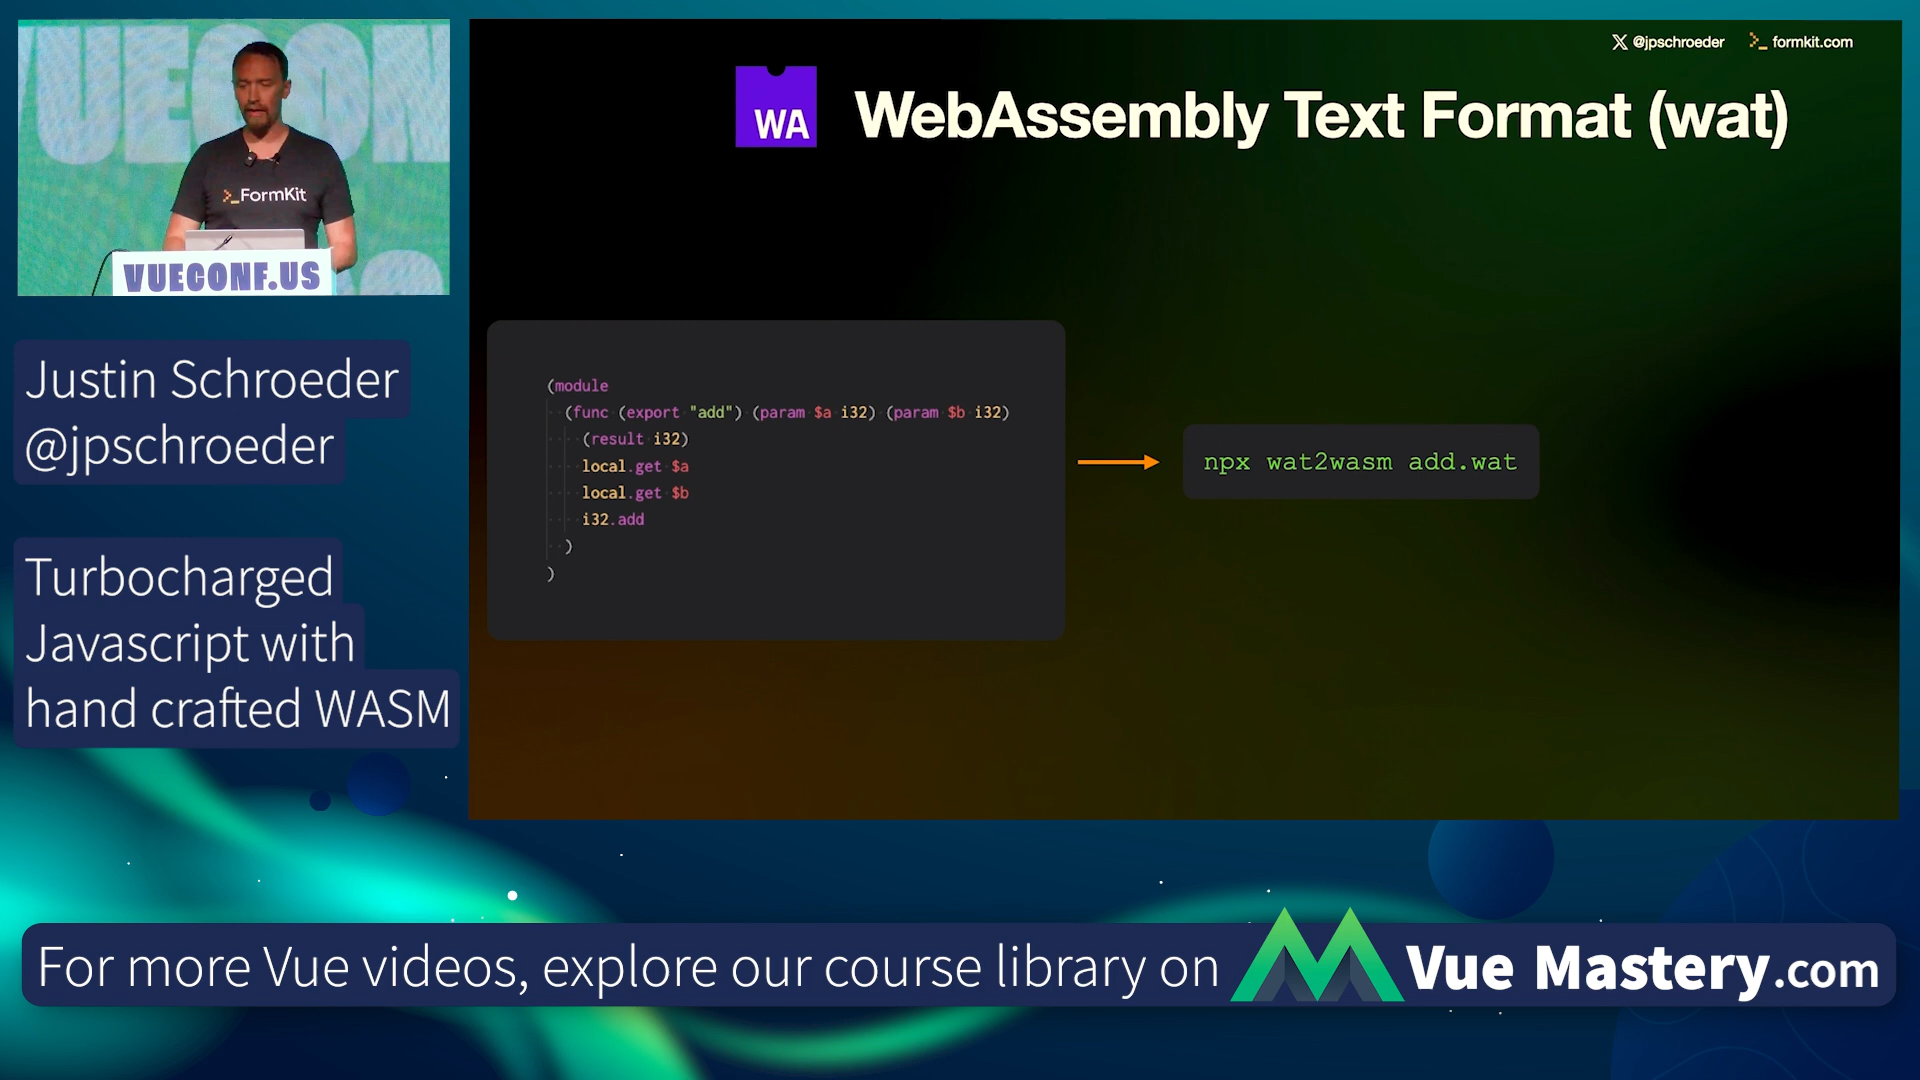 VUECONF
FormKit
VUECONF.US
Justin Schroeder
@jpschroeder
Turbocharged
Javascript with
hand crafted WASM
@jpschroeder formkit.com
WA WebAssembly Text Format (wat)
(module
(func (export "add") (param $a i32) (param $b i32)
(result i32)
local.get $a
local.get $b
i32.add
)
)
npx wat2wasm add.wat
For more Vue videos, explore our course library on Vue Mastery.com